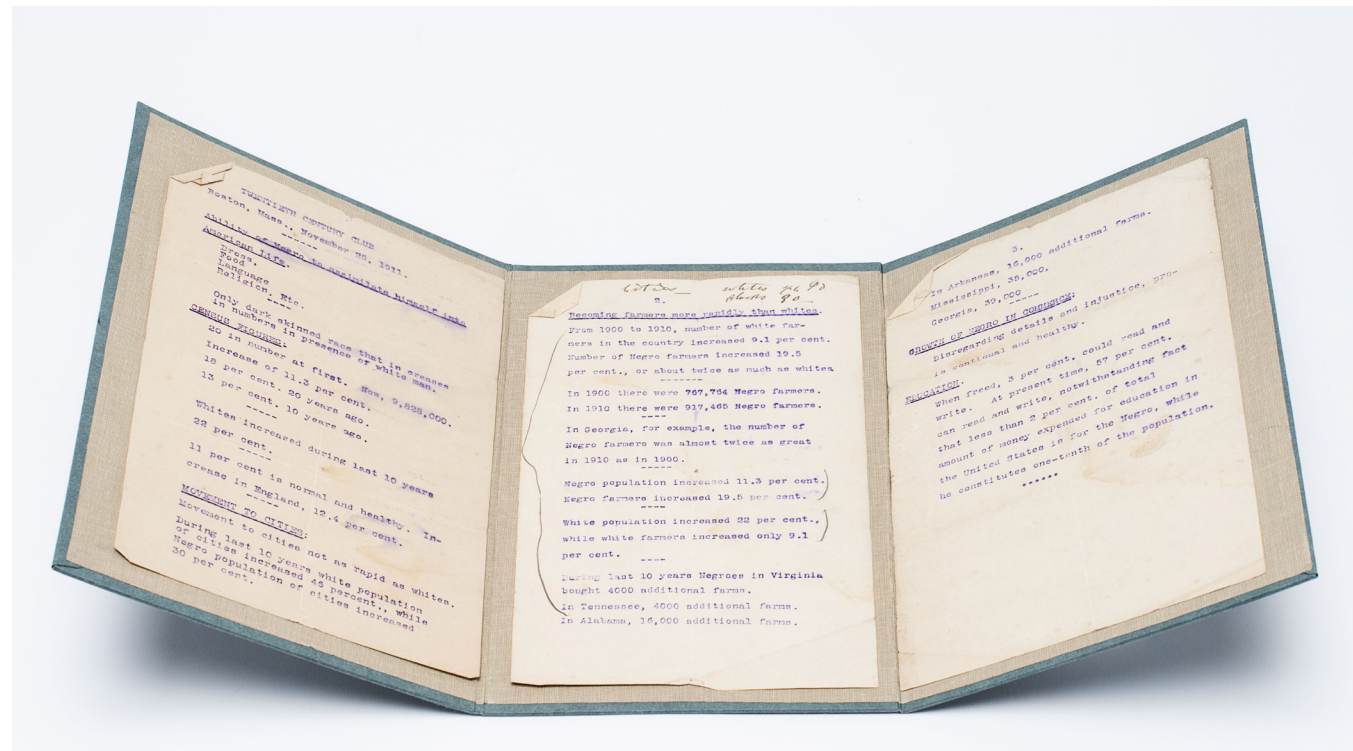 TWENTIETH CENTURY CLUB
Boston, Mass., November 25, 1911.
-----
Ability of Negro to assimilate himself into
American Life.
Dress.
Food
Language
Religion, Etc.
----
Only dark skinned race that in creases
in numbers in presence of white man.
CENSUS FIGURES:
20 in number at first. Now, 9,828,000.
Increase of 11.3 per cent.
18 per cent. 20 years ago.
13 per cent. 10 years ago.
-----
Whites increased during last 10 years
22 per cent.
-----
11 per cent is normal and healthy. In-
crease in England, 12.4 per cent.
-----
MOVEMENT TO CITIES:
Movement to cities not as rapid as whites.
During last 10 years white population
of cities increased 45 percent., while
Negro population of cities increased
30 per cent.
Cities whites
blacks
2.
Becoming farmers more rapidly than whites.
From 1900 to 1910, number of white far-
mers in the country increased 9.1 per cent.
Number of Negro farmers increased 19.5
per cent., or about twice as much as whites
-------
In 1900 there were 767,764 Negro farmers.
In 1910 there were 917,465 Negro farmers.
----
In Georgia, for example, the number of
Negro farmers was almost twice as great
in 1910 as in 1900.
-----
Negro population increased 11.3 per cent.
Negro farmers increased 19.5 per cent.
----
White population increased 22 per cent.,
while white farmers increased only 9.1
per cent.
----
During last 10 years Negroes in Virginia
bought 4000 additional farms.
In Tennessee, 4000 additional farms.
In Alabama, 16,000 additional farms.
3.
In Arkansas, 16,000 additional farms.
Mississippi, 35,000.
Georgia, 39,000
-----
GROWTH OF NEGRO IN COMMERCE:
Disregarding details and injustice, pro-
is continual and healthy.
EDUCATION.
When freed, 3 per cent. could read and
write. At present time, 57 per cent.
can read and write, notwithstanding fact
that less than 2 per cent. of total
amount of money expended for education in
the United States is for the Negro, while
he constitutes one-tenth of the population.
******